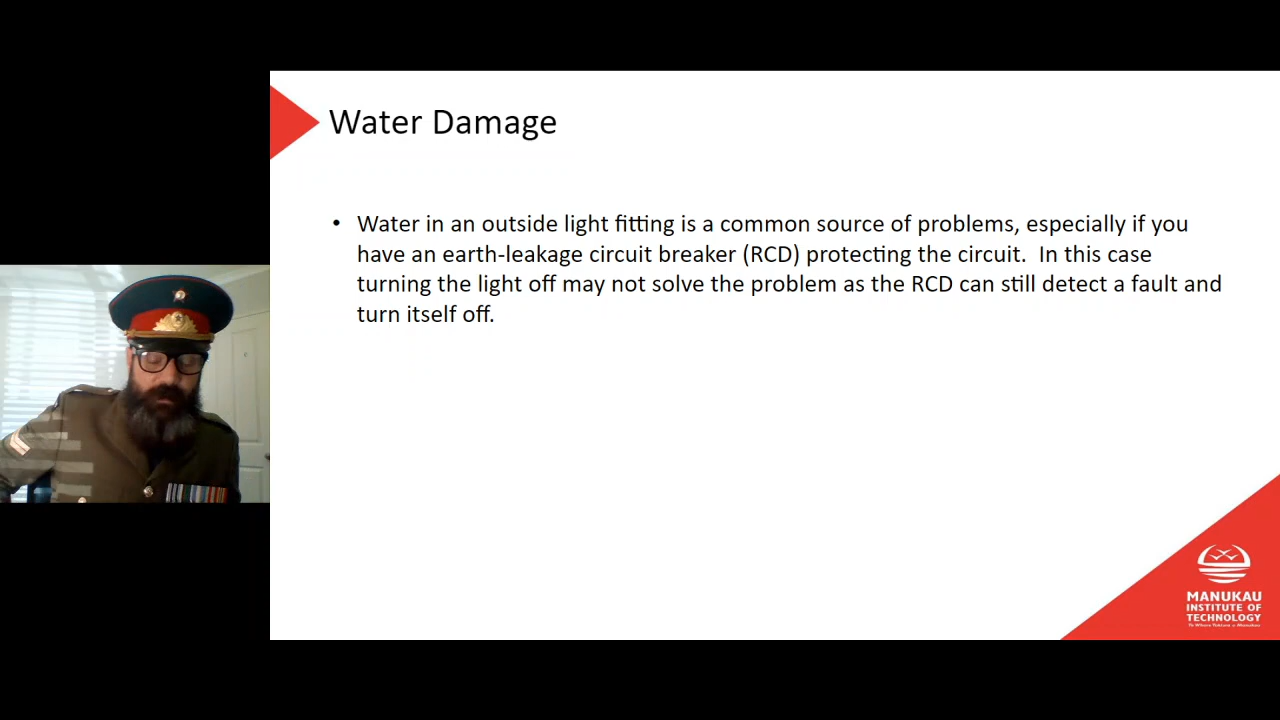 Water Damage
• Water in an outside light fitting is a common source of problems, especially if you
have an earth-leakage circuit breaker (RCD) protecting the circuit.  In this case
turning the light off may not solve the problem as the RCD can still detect a fault and
turn itself off.
MANUKAU
INSTITUTE OF
TECHNOLOGY